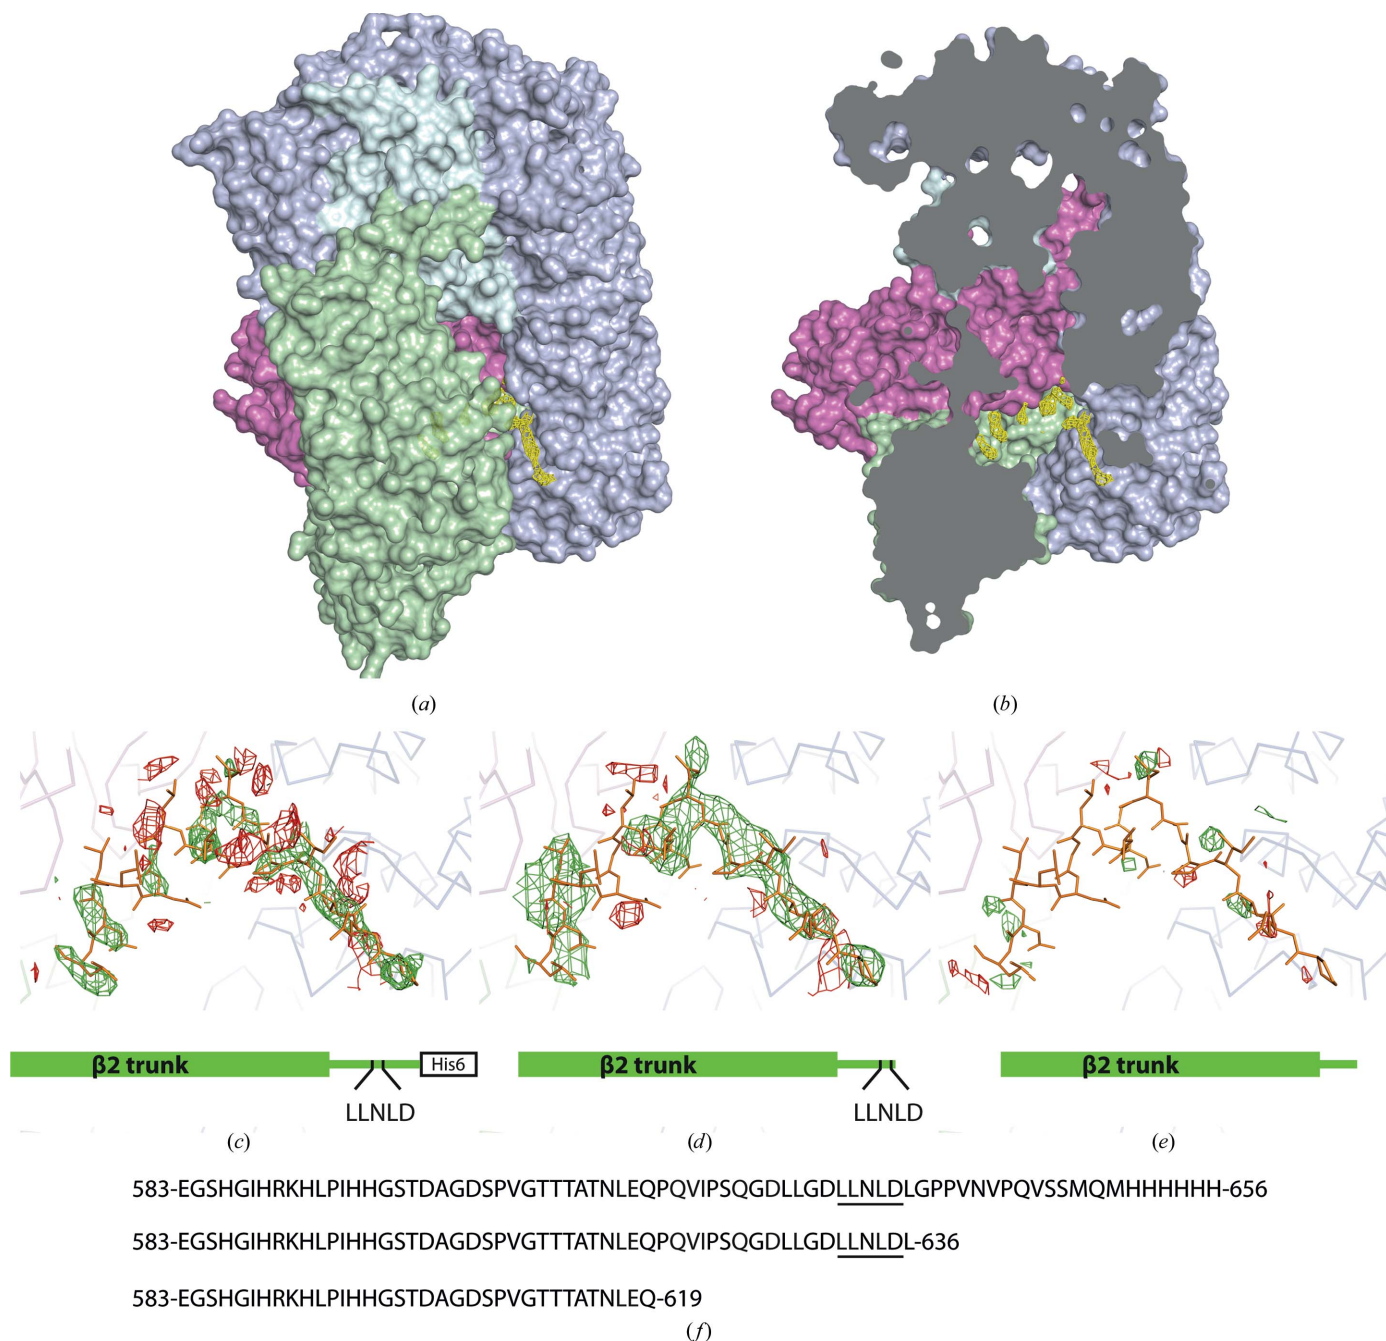 (a)
(b)
β2 trunk
His6
LLNLD
β2 trunk
LLNLD
β2 trunk
(c)
(d)
(e)
583-EGSHGIHRKHLPIHHGSTDAGDSPVGTTTATNLEQPQVIPSQGDLLGDLLNLDLGPPVNVPQVSSMQMHHHHHH-656
583-EGSHGIHRKHLPIHHGSTDAGDSPVGTTTATNLEQPQVIPSQGDLLGDLLNLDL-636
583-EGSHGIHRKHLPIHHGSTDAGDSPVGTTTATNLEQ-619
(f)